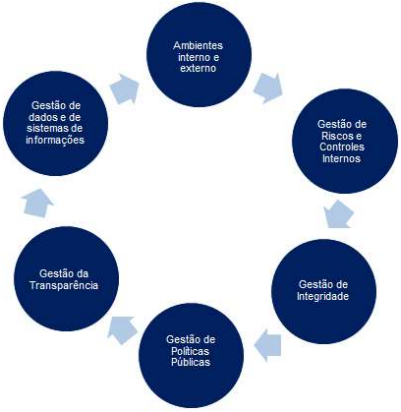 Ambientes
interno e
externo
Gestão de
Riscos e
Controles
Internos
Gestão de
Integridade
Gestão de
Políticas
Públicas
Gestão da
Transparência
Gestão de
dados e de
sistemas de
informações